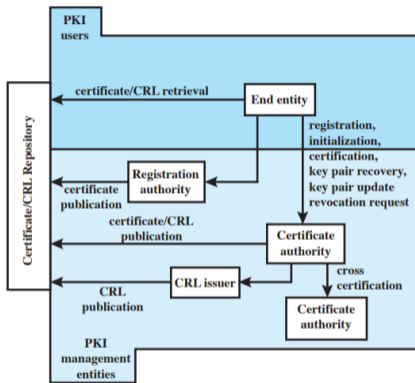 PKI
users
certificate/CRL retrieval
End entity
registration,
initialization,
certification,
key pair recovery,
key pair update
revocation request
Certificate/CRL Repository
Registration
authority
certificate
publication
certificate/CRL
publication
Certificate
authority
CRL issuer
CRL
publication
cross
certification
Certificate
authority
PKI
management
entities